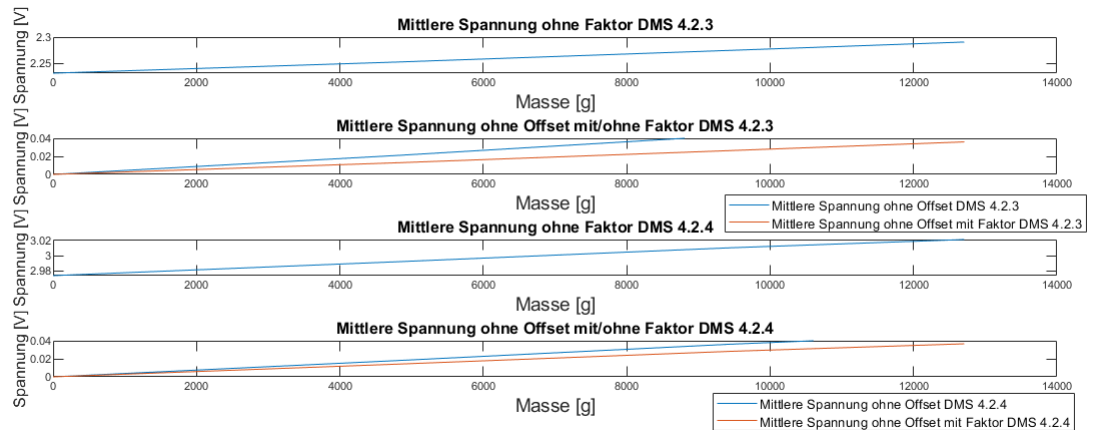 Mittlere Spannung ohne Faktor DMS 4.2.3
Spannung [V]
2.3
2.25
0 2000 4000 6000 8000 10000 12000 14000
Masse [g]
Mittlere Spannung ohne Offset mit/ohne Faktor DMS 4.2.3
Spannung [V]
0.04
0.02
0
0 2000 4000 6000 8000 10000 12000 14000
Masse [g]
Mittlere Spannung ohne Offset DMS 4.2.3
Mittlere Spannung ohne Offset mit Faktor DMS 4.2.3
Mittlere Spannung ohne Faktor DMS 4.2.4
Spannung [V]
3.02
3
2.98
0 2000 4000 6000 8000 10000 12000 14000
Masse [g]
Mittlere Spannung ohne Offset mit/ohne Faktor DMS 4.2.4
Spannung [V]
0.04
0.02
0
0 2000 4000 6000 8000 10000 12000 14000
Masse [g]
Mittlere Spannung ohne Offset DMS 4.2.4
Mittlere Spannung ohne Offset mit Faktor DMS 4.2.4